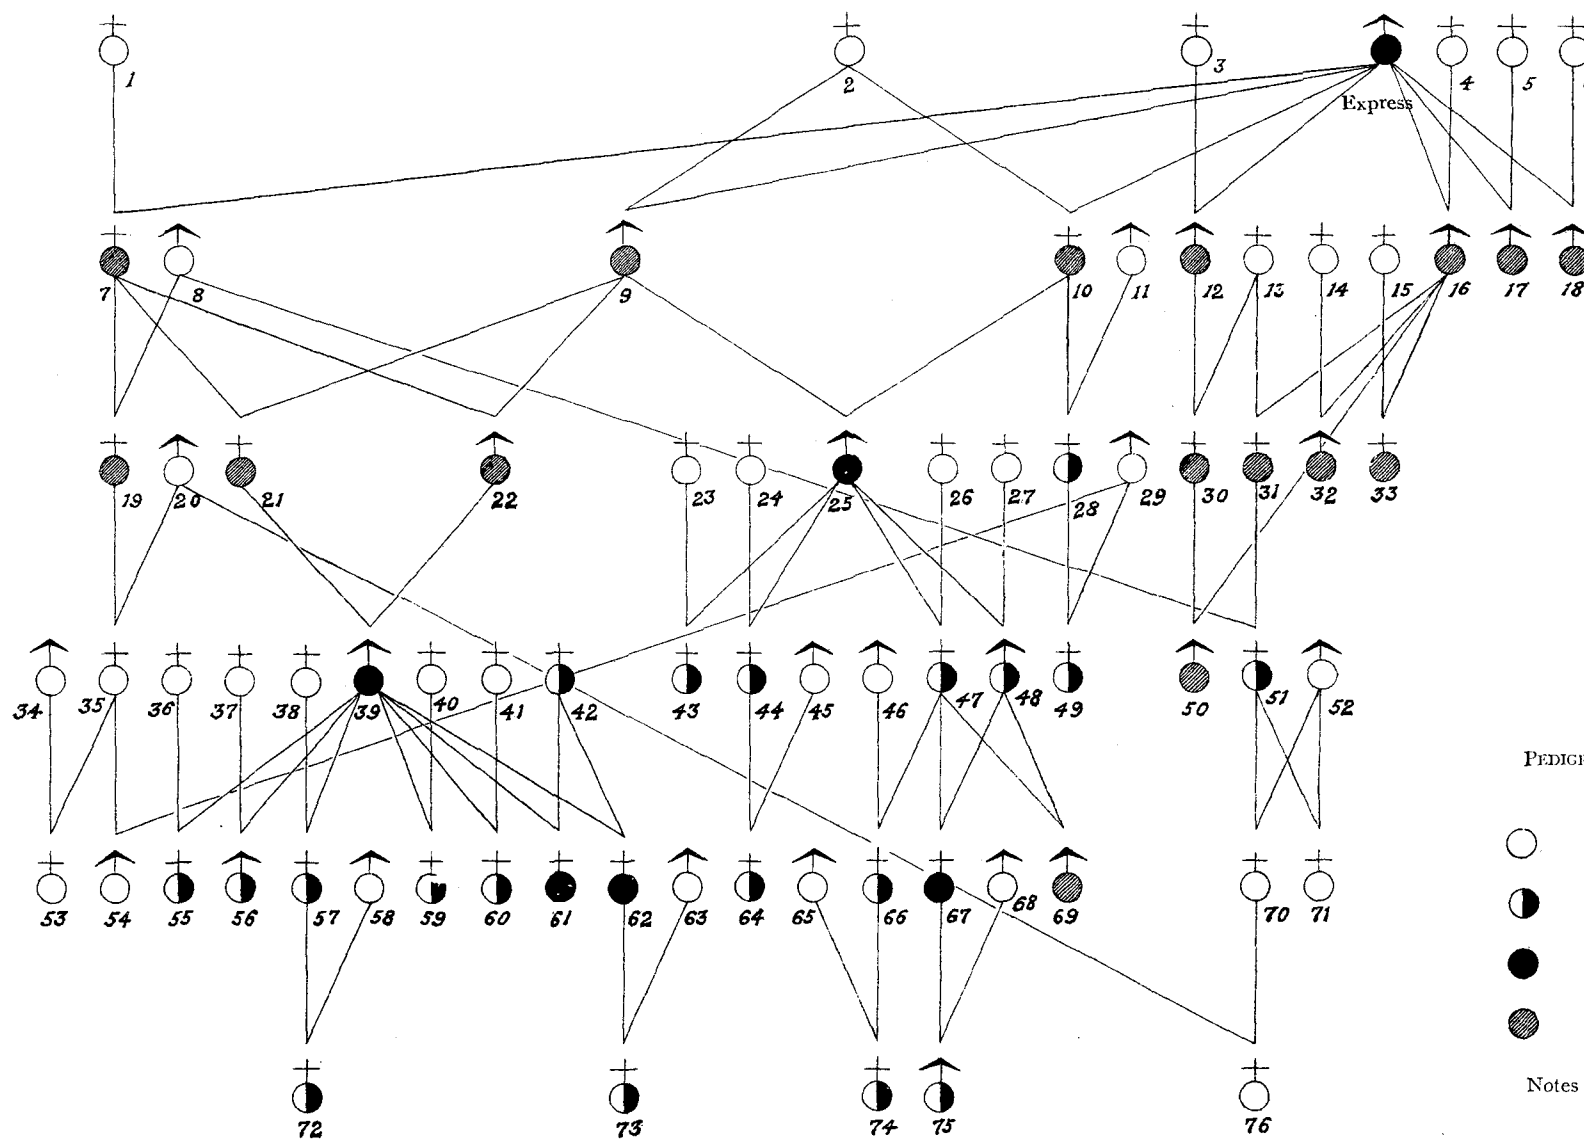 1 2 3 Express 4 5
7 8 9 10 11 12 13 14 15 16 17 18
19 20 21 22 23 24 25 26 27 28 29 30 31 32 33
34 35 36 37 38 39 40 41 42 43 44 45 46 47 48 49 50 51 52
PEDIGR
53 54 55 56 57 58 59 60 61 62 63 64 65 66 67 68 69 70 71
Notes
72 73 74 75 76